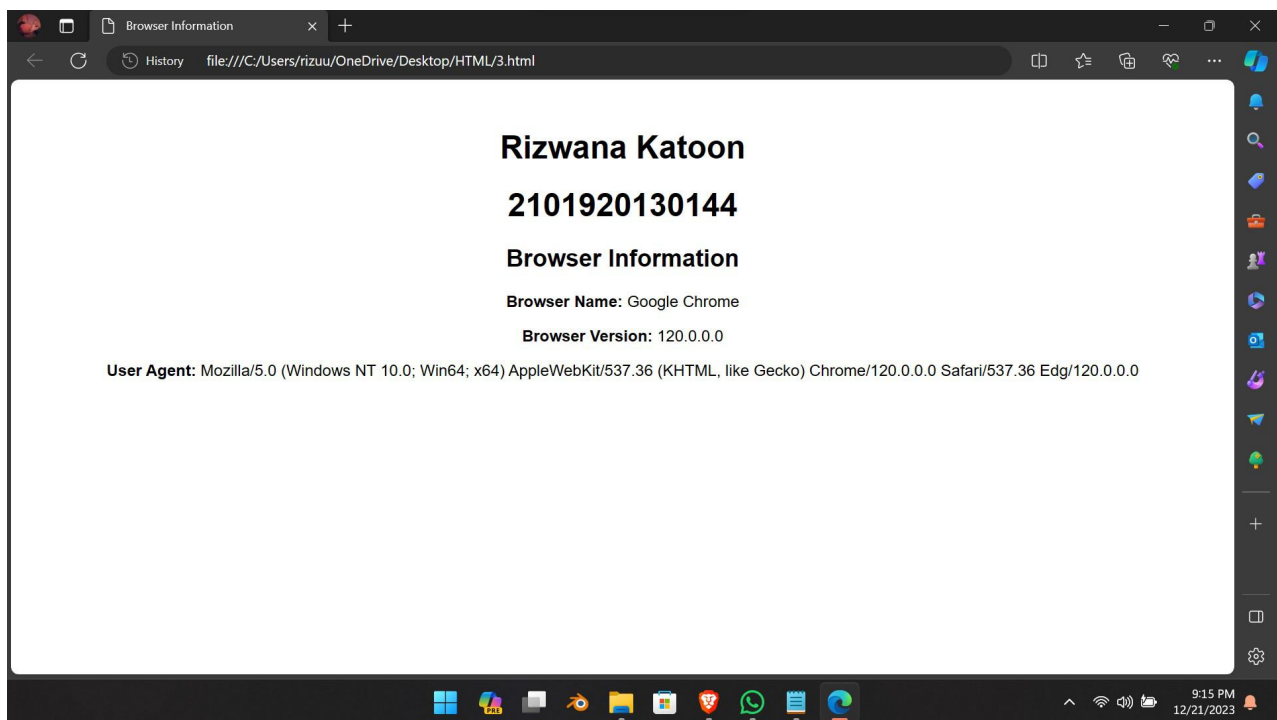 Browser Information
History file:///C:/Users/rizuu/OneDrive/Desktop/HTML/3.html
Rizwana Katoon
2101920130144
Browser Information
Browser Name: Google Chrome
Browser Version: 120.0.0.0
User Agent: Mozilla/5.0 (Windows NT 10.0; Win64; x64) AppleWebKit/537.36 (KHTML, like Gecko) Chrome/120.0.0.0 Safari/537.36 Edg/120.0.0.0
PRE
9:15 PM
12/21/2023